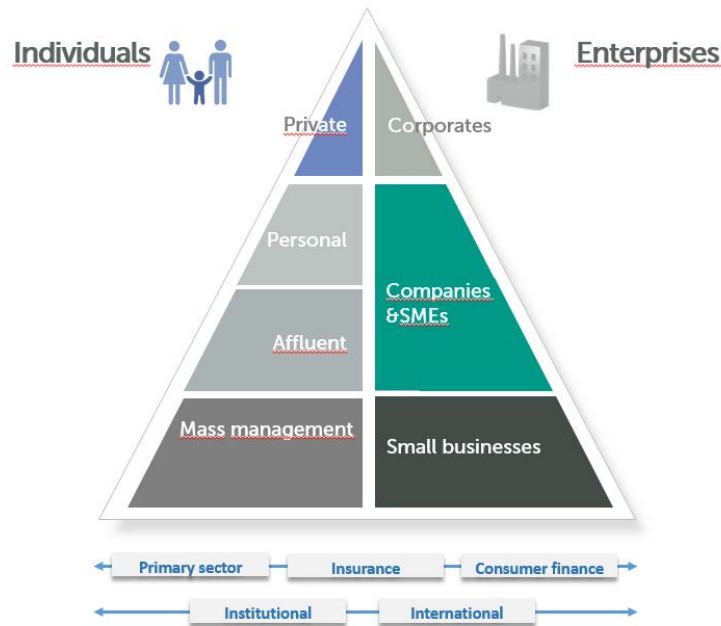 Individuals
Enterprises
Private
Corporates
Personal
Companies
&SMEs
Affluent
Mass management
Small businesses
Primary sector
Insurance
Consumer finance
Institutional
International